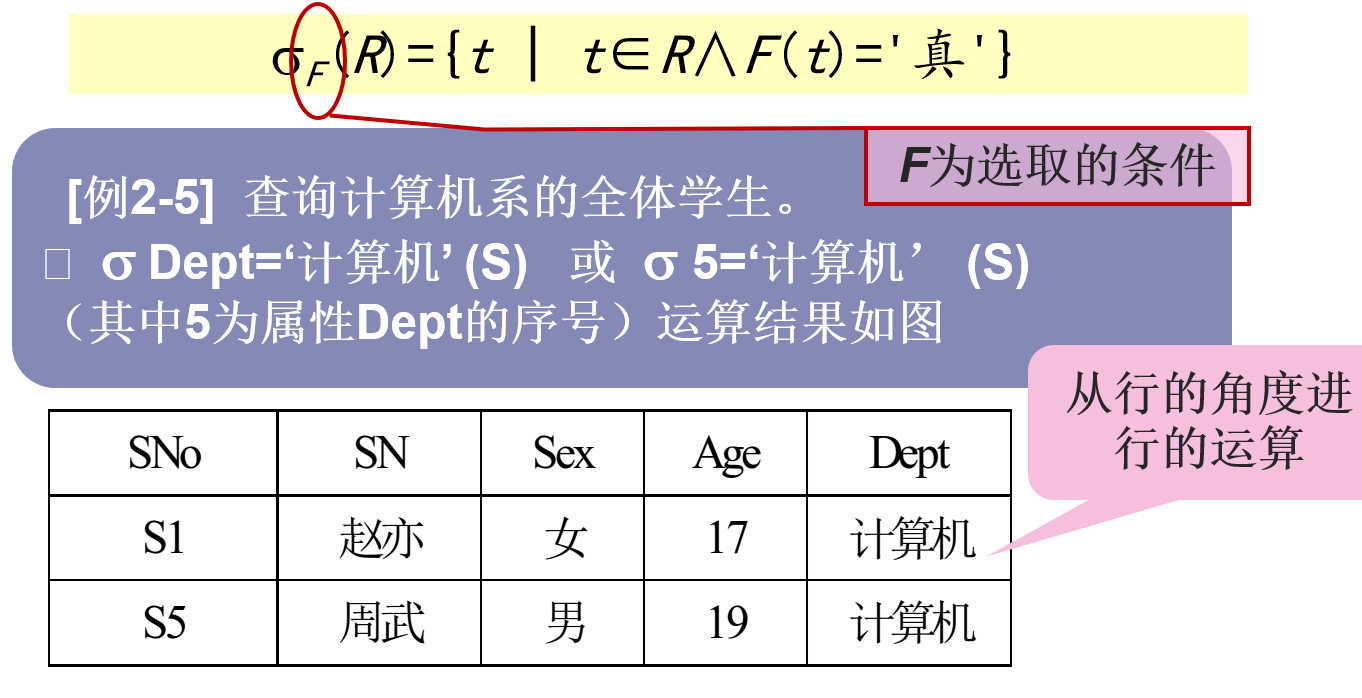 σF(R)={t | t∈R∧F(t)='真'}
F为选取的条件
[例2-5] 查询计算机系的全体学生。
□ σ Dept=‘计算机’ (S) 或 σ 5=‘计算机’ (S)
（其中5为属性Dept的序号）运算结果如图
从行的角度进
行的运算
SNo SN Sex Age Dept
S1 赵亦 女 17 计算机
S5 周武 男 19 计算机